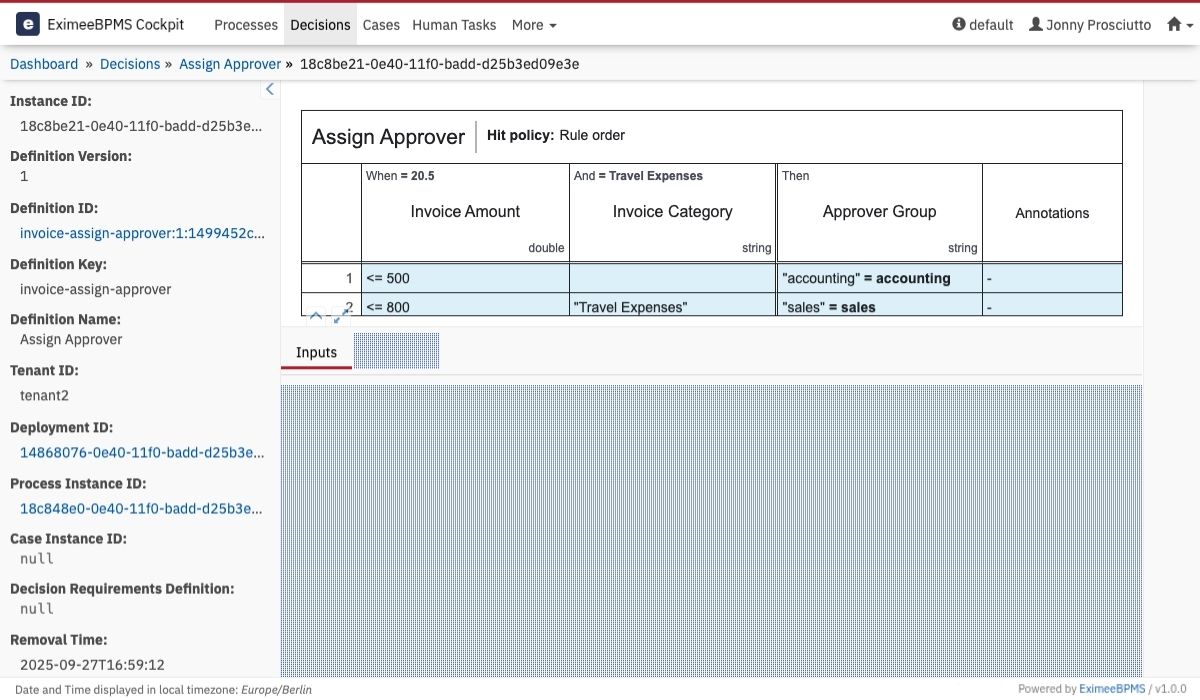 e EximeeBPMS Cockpit Processes Decisions Cases Human Tasks More default Jonny Prosciutto
Dashboard » Decisions » Assign Approver » 18c8be21-0e40-11f0-badd-d25b3ed09e3e
Instance ID:
18c8be21-0e40-11f0-badd-d25b3e...
Definition Version:
1
Definition ID:
invoice-assign-approver:1:1499452c...
Definition Key:
invoice-assign-approver
Definition Name:
Assign Approver
Tenant ID:
tenant2
Deployment ID:
14868076-0e40-11f0-badd-d25b3e...
Process Instance ID:
18c848e0-0e40-11f0-badd-d25b3e...
Case Instance ID:
null
Decision Requirements Definition:
null
Removal Time:
2025-09-27T16:59:12
Assign Approver Hit policy: Rule order
When = 20.5 And = Travel Expenses Then
Invoice Amount Invoice Category Approver Group Annotations
double string string
1 <= 500 "accounting" = accounting -
2 <= 800 "Travel Expenses" "sales" = sales -
Inputs
Date and Time displayed in local timezone: Europe/Berlin Powered by EximeeBPMS / v1.0.0